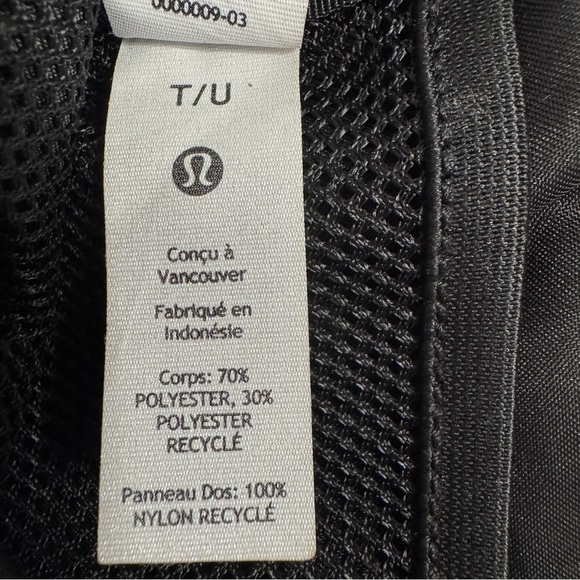 0000009-03
T/U
Conçu à
Vancouver
Fabriqué en
Indonésie
Corps: 70%
POLYESTER, 30%
POLYESTER
RECYCLÉ
Panneau Dos: 100%
NYLON RECYCLÉ